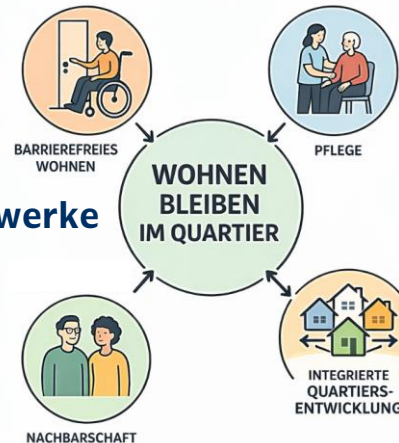 BARRIEREFREIES
WOHNEN
PFLEGE
WOHNEN
BLEIBEN
IM QUARTIER
werke
NACHBARSCHAFT
INTEGRIERTE
QUARTIERS-
ENTWICKLUNG